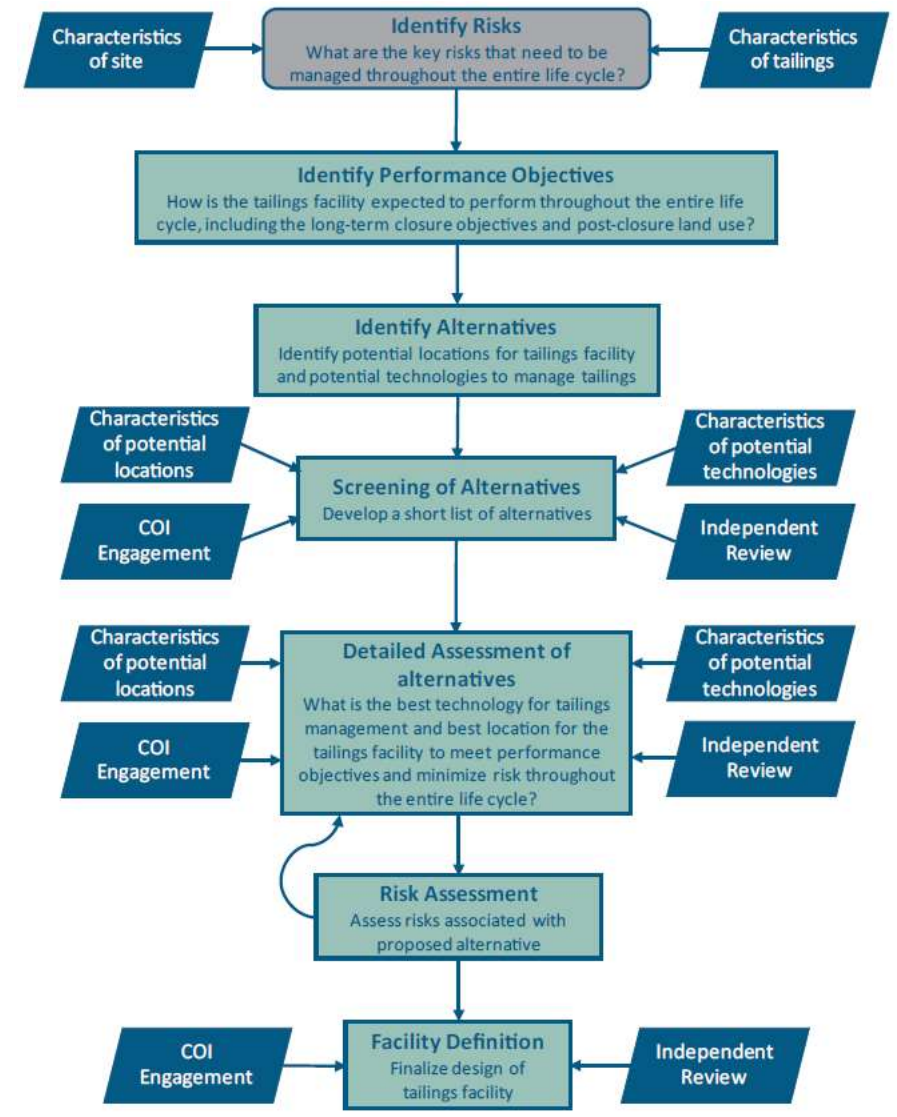 Characteristics
of site
Identify Risks
What are the key risks that need to be
managed throughout the entire life cycle?
Characteristics
of tailings
Identify Performance Objectives
How is the tailings facility expected to perform throughout the entire life
cycle, including the long-term closure objectives and post-closure land use?
Identify Alternatives
Identify potential locations for tailings facility
and potential technologies to manage tailings
Characteristics
of potential
locations
Characteristics
of potential
technologies
Screening of Alternatives
Develop a short list of alternatives
COI
Engagement
Independent
Review
Characteristics
of potential
locations
Detailed Assessment of
alternatives
What is the best technology for tailings
management and best location for the
tailings facility to meet performance
objectives and minimize risk throughout
the entire life cycle?
Characteristics
of potential
technologies
COI
Engagement
Independent
Review
Risk Assessment
Assess risks associated with
proposed alternative
COI
Engagement
Facility Definition
Finalize design of
tailings facility
Independent
Review